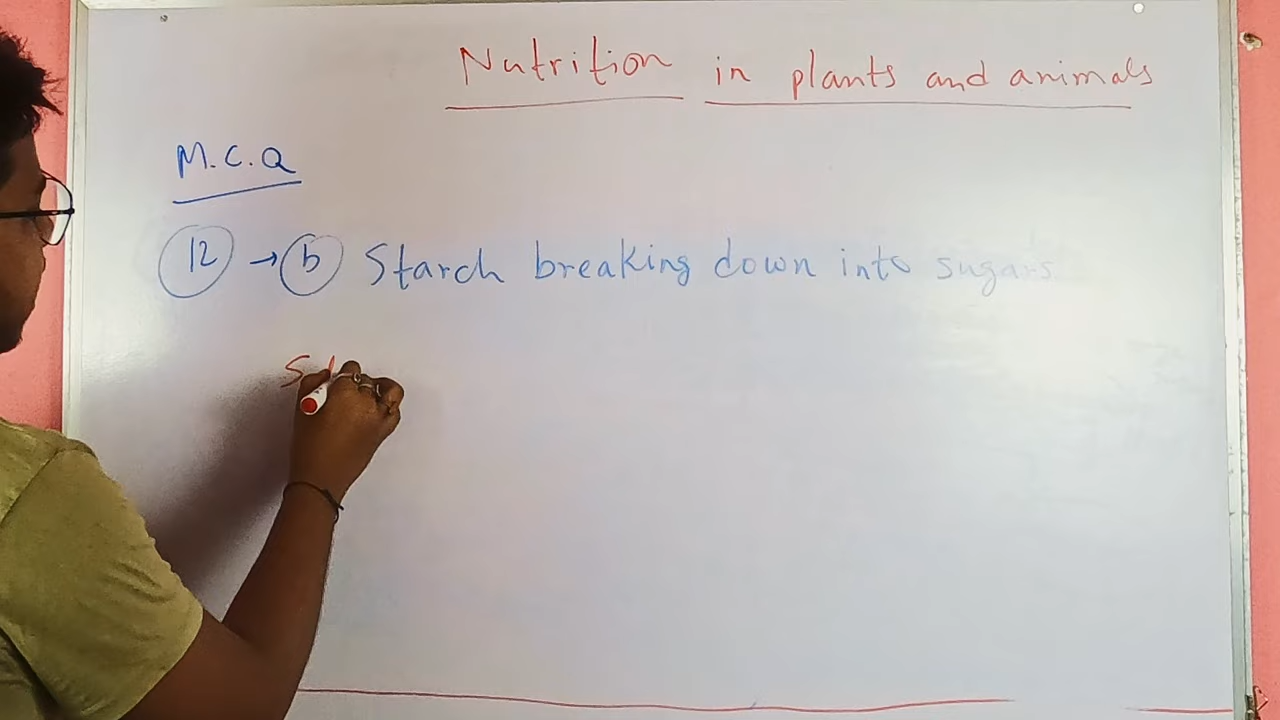 Nutrition in plants and animals
M.C.Q
12 → b Starch breaking down into sugars